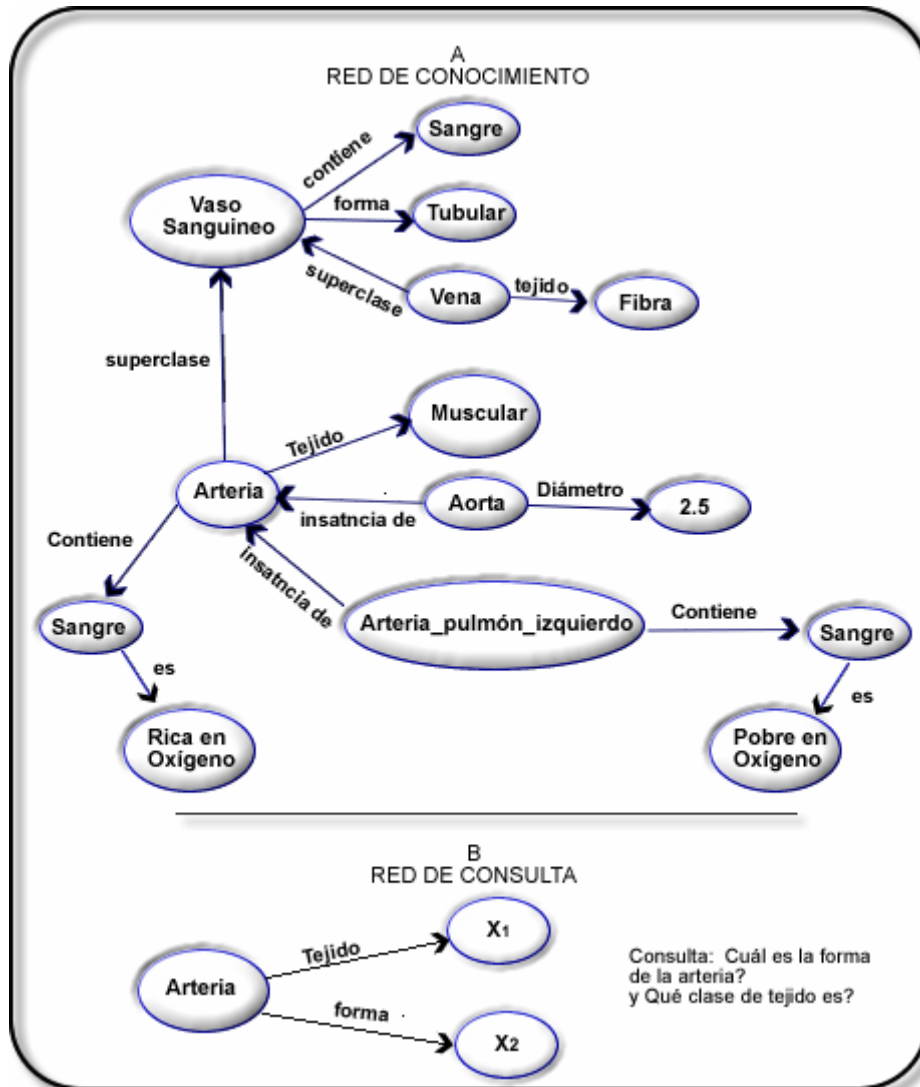 A
RED DE CONOCIMIENTO
Sangre
contiene
Vaso
Sanguineo
forma
Tubular
superclase
Vena
tejido
Fibra
superclase
Muscular
Tejido
Arteria
insatncia de
Aorta
Diámetro
2.5
Contiene
insatncia de
Arteria_pulmón_izquierdo
Contiene
Sangre
Sangre
es
es
Rica en
Oxígeno
Pobre en
Oxígeno
B
RED DE CONSULTA
Arteria
Tejido
X1
forma
X2
Consulta: Cuál es la forma
de la arteria?
y Qué clase de tejido es?